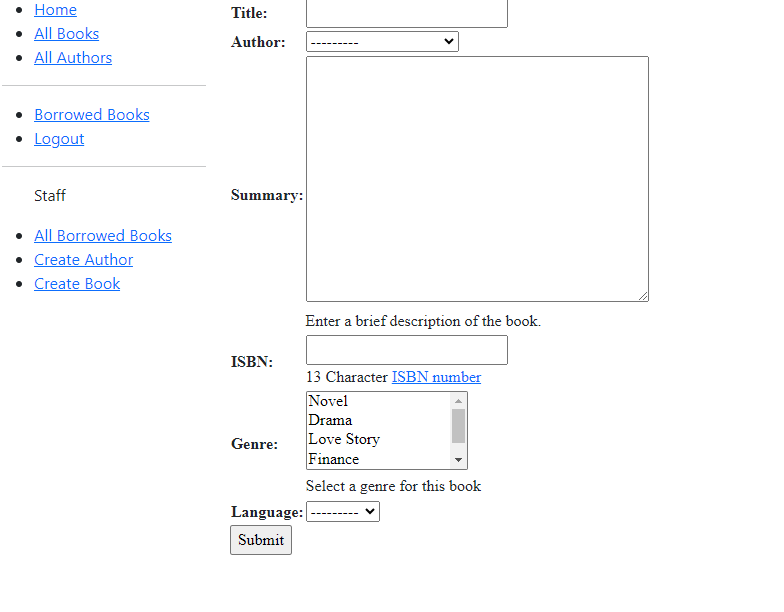 Home
All Books
All Authors
Borrowed Books
Logout
Staff
All Borrowed Books
Create Author
Create Book
Title:
Author: ---------
Summary:
Enter a brief description of the book.
ISBN:
13 Character ISBN number
Genre:
Novel
Drama
Love Story
Finance
Select a genre for this book
Language: ---------
Submit